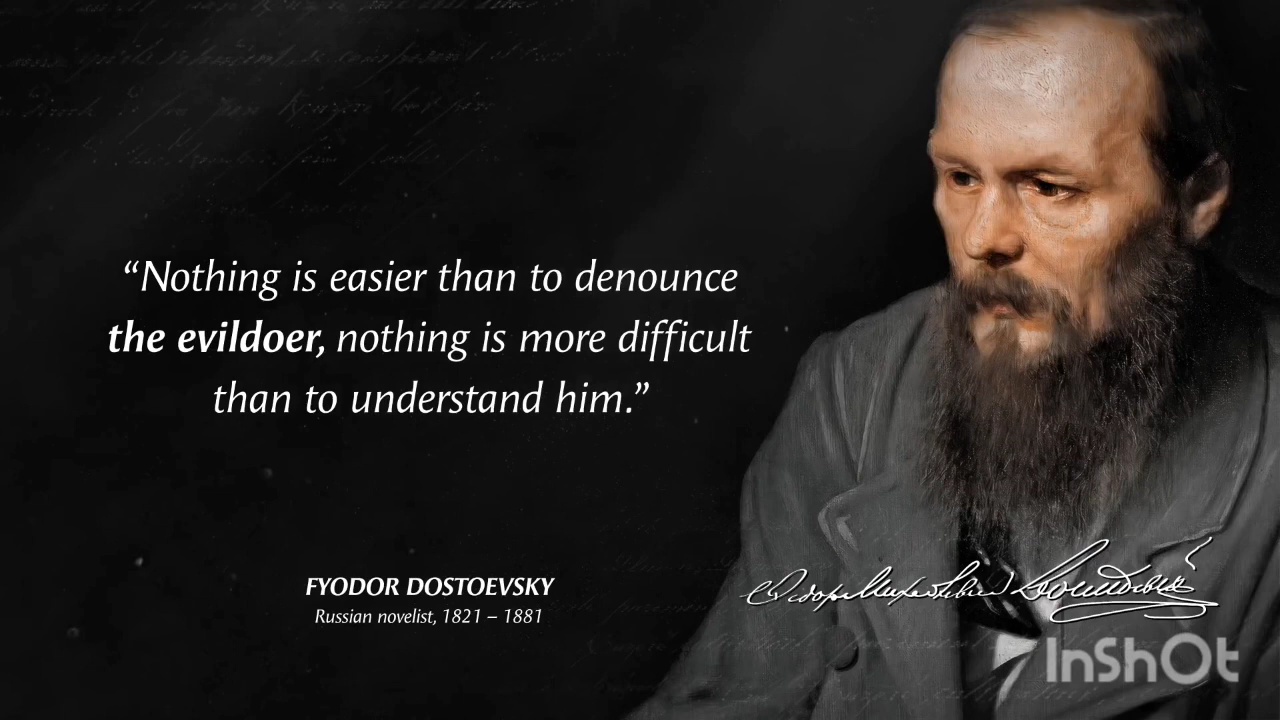 “Nothing is easier than to denounce
the evildoer, nothing is more difficult
than to understand him.”
FYODOR DOSTOEVSKY
Russian novelist, 1821 – 1881
InShOt